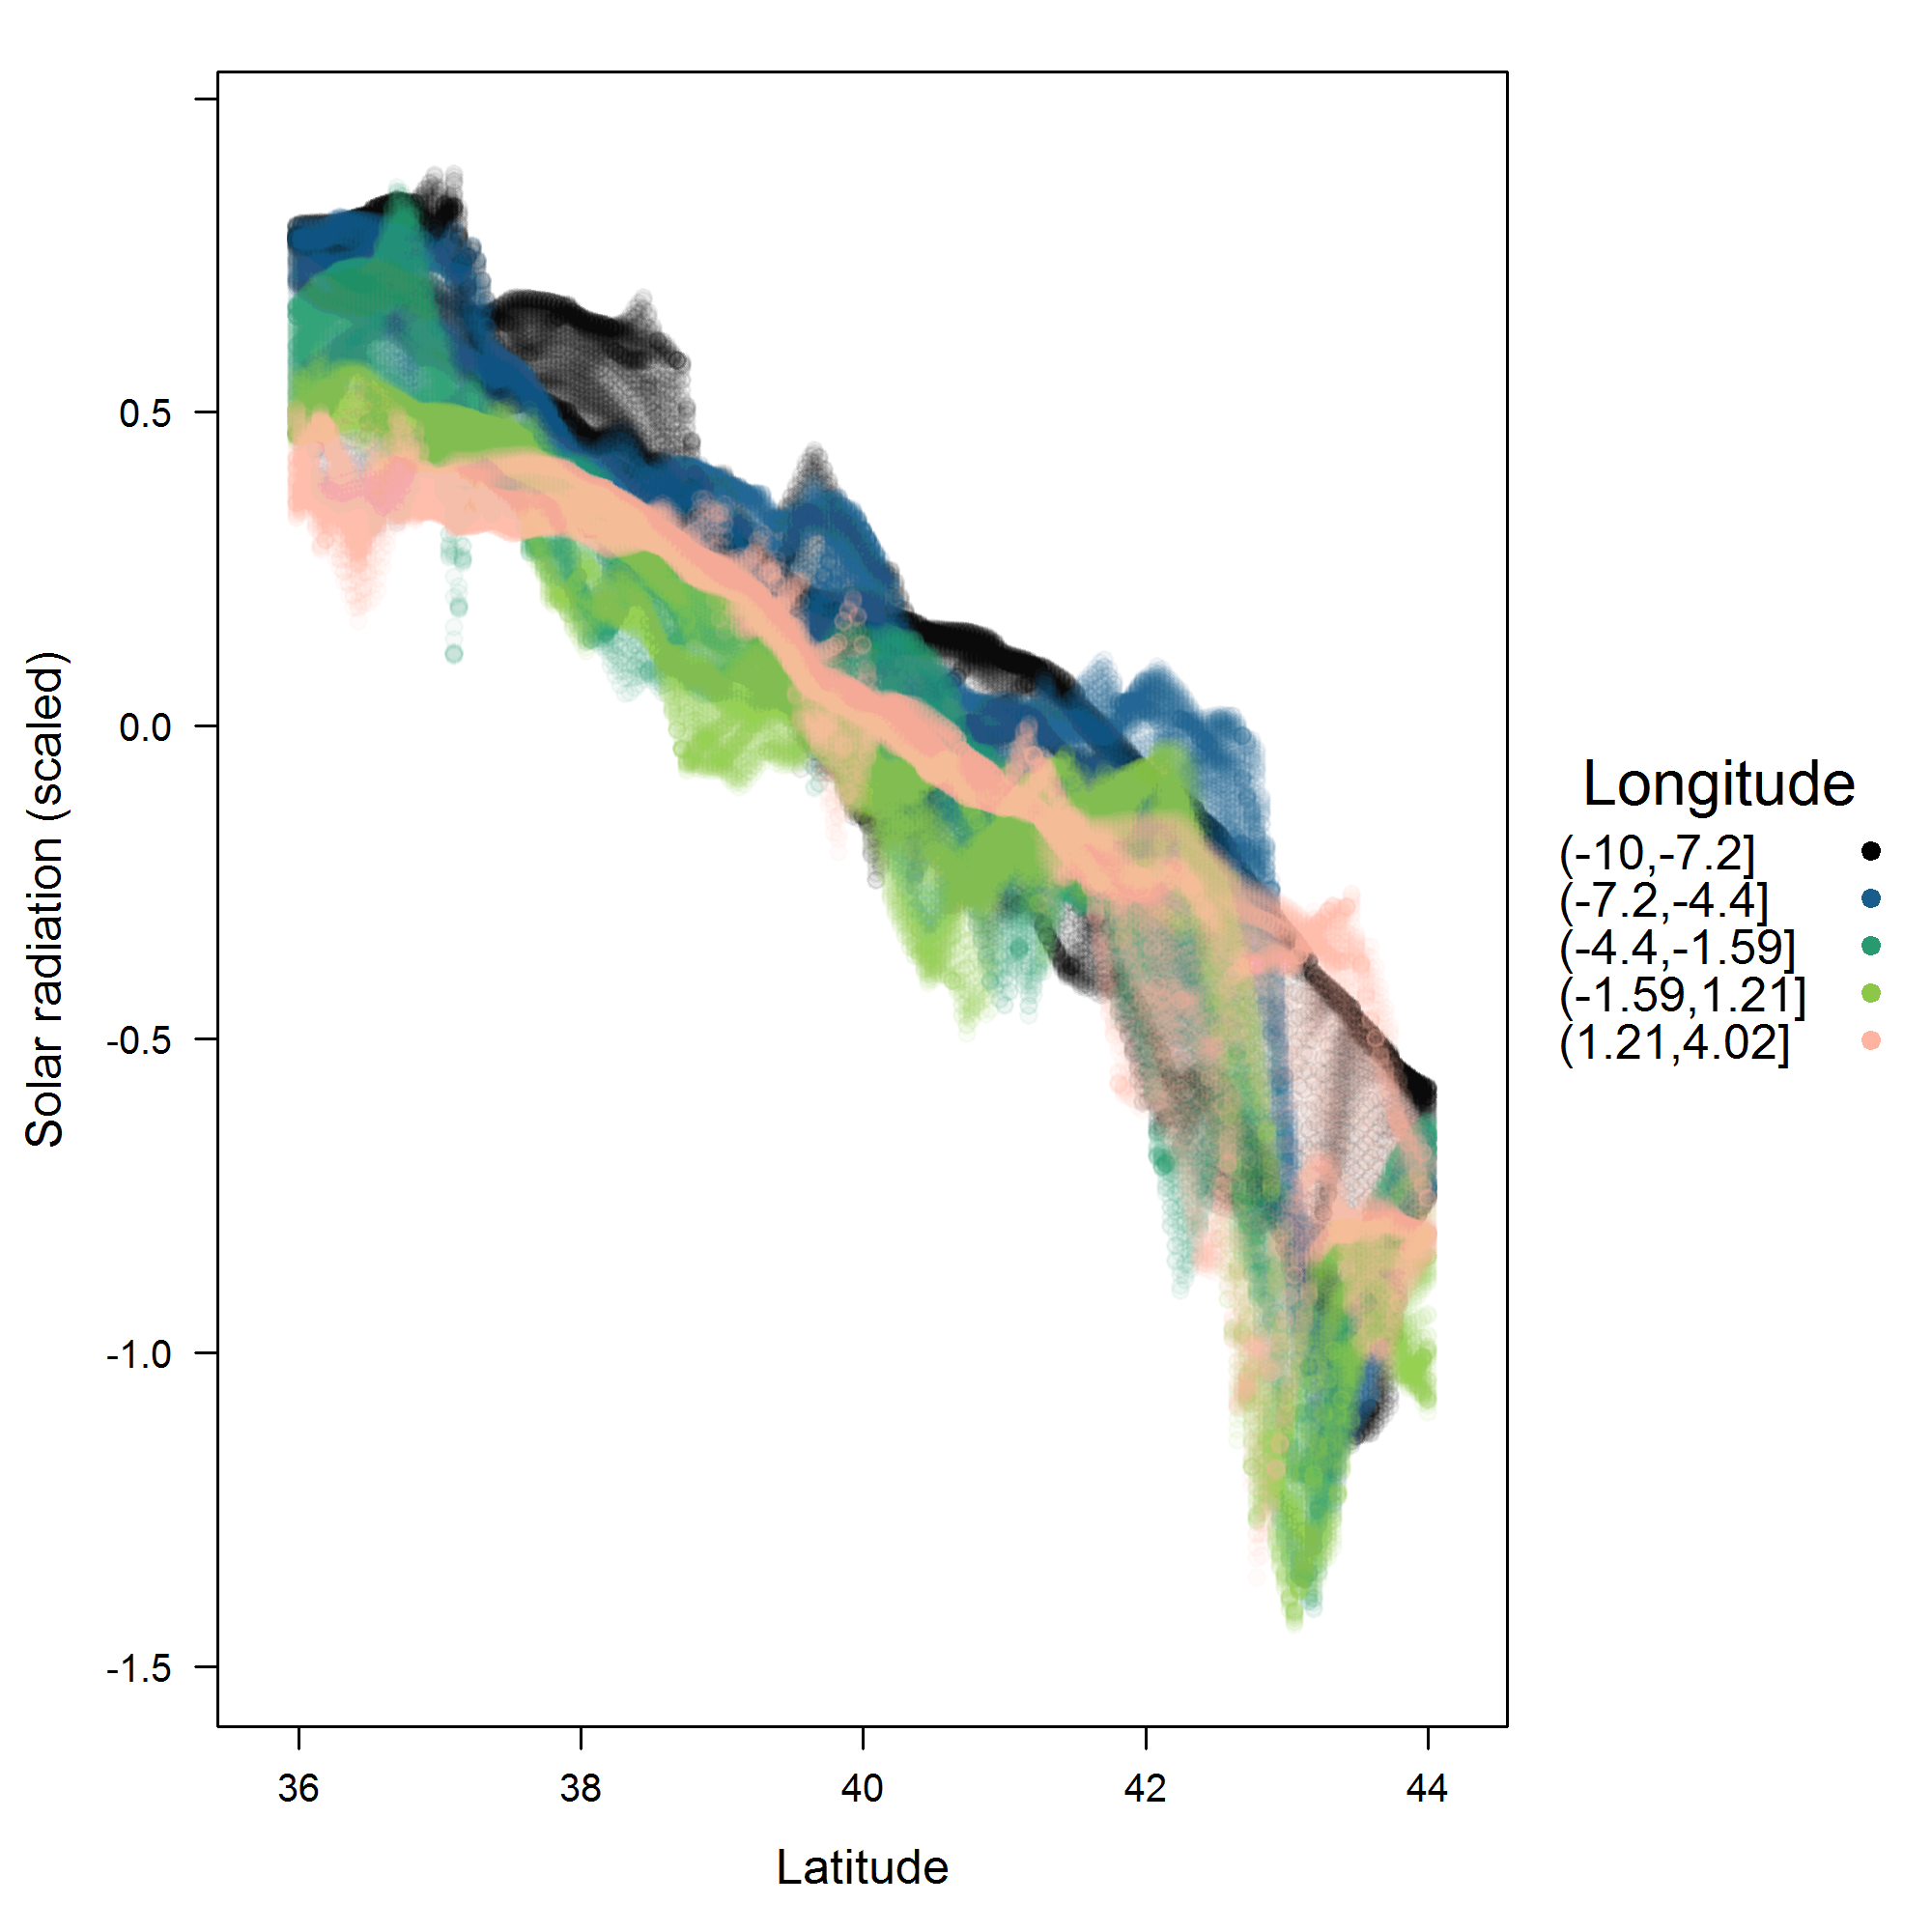 Solar radiation (scaled)
0.5
0.0
-0.5
-1.0
-1.5
36 38 40 42 44
Latitude
Longitude
(-10,-7.2]
(-7.2,-4.4]
(-4.4,-1.59]
(-1.59,1.21]
(1.21,4.02]